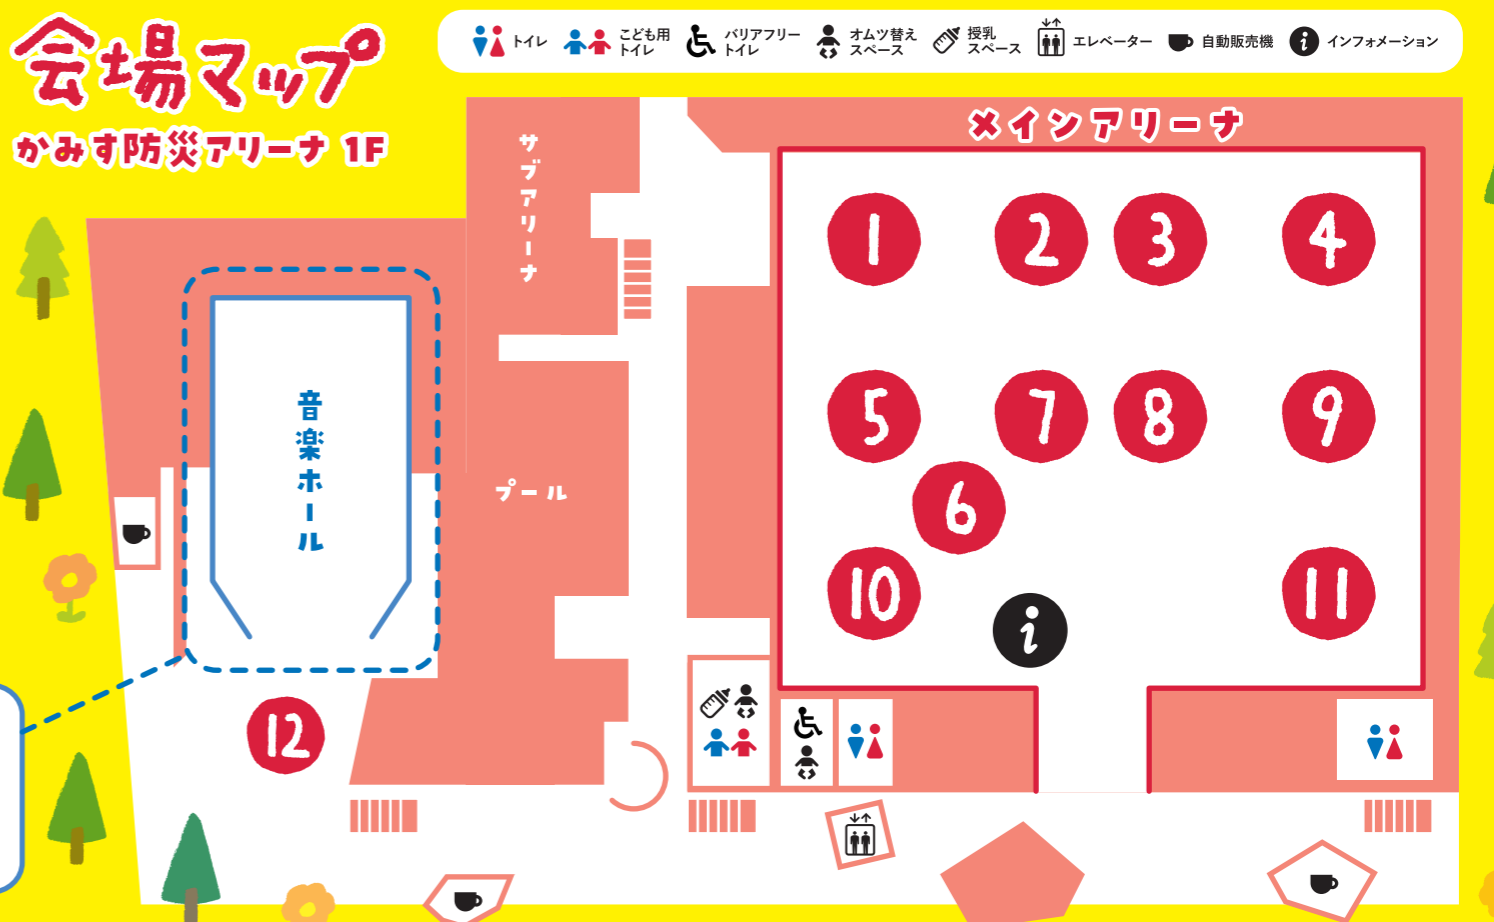 会場マップ
かみす防災アリーナ 1F
トイレ
こども用
トイレ
バリアフリー
トイレ
オムツ替え
スペース
授乳
スペース
エレベーター
自動販売機
i
インフォメーション
メインアリーナ
サブアリーナ
音楽ホール
プール
1
2
3
4
5
7
8
9
6
10
i
11
12